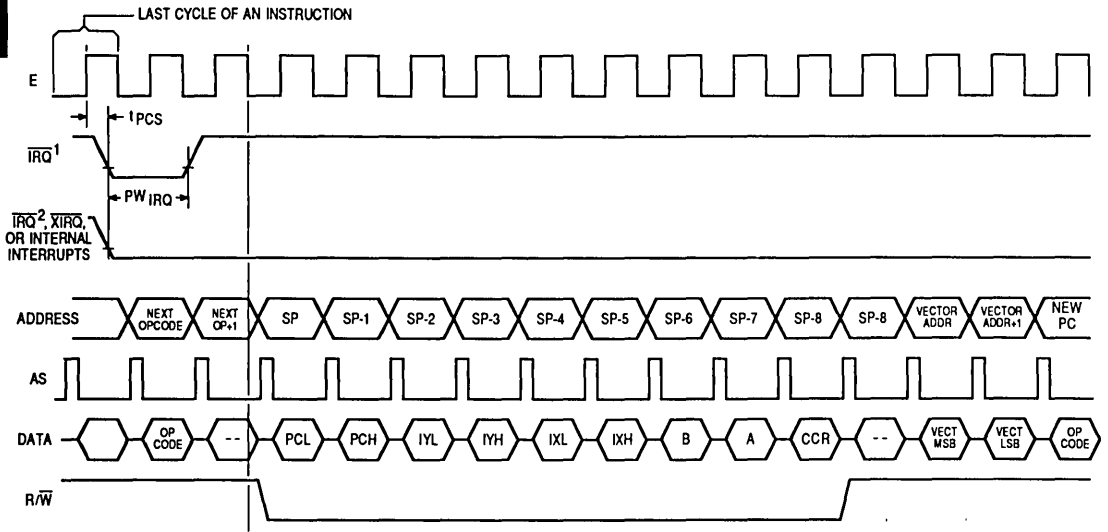 LAST CYCLE OF AN INSTRUCTION
E
tPCS
IRQ1
PWIRQ
IRQ2, XIRQ,
OR INTERNAL
INTERRUPTS
ADDRESS
NEXT OPCODE
NEXT OP+1
SP
SP-1
SP-2
SP-3
SP-4
SP-5
SP-6
SP-7
SP-8
SP-8
VECTOR ADDR
VECTOR ADDR+1
NEW PC
AS
DATA
OP CODE
--
PCL
PCH
IYL
IYH
IXL
IXH
B
A
CCR
--
VECT MSB
VECT LSB
OP CODE
R/W